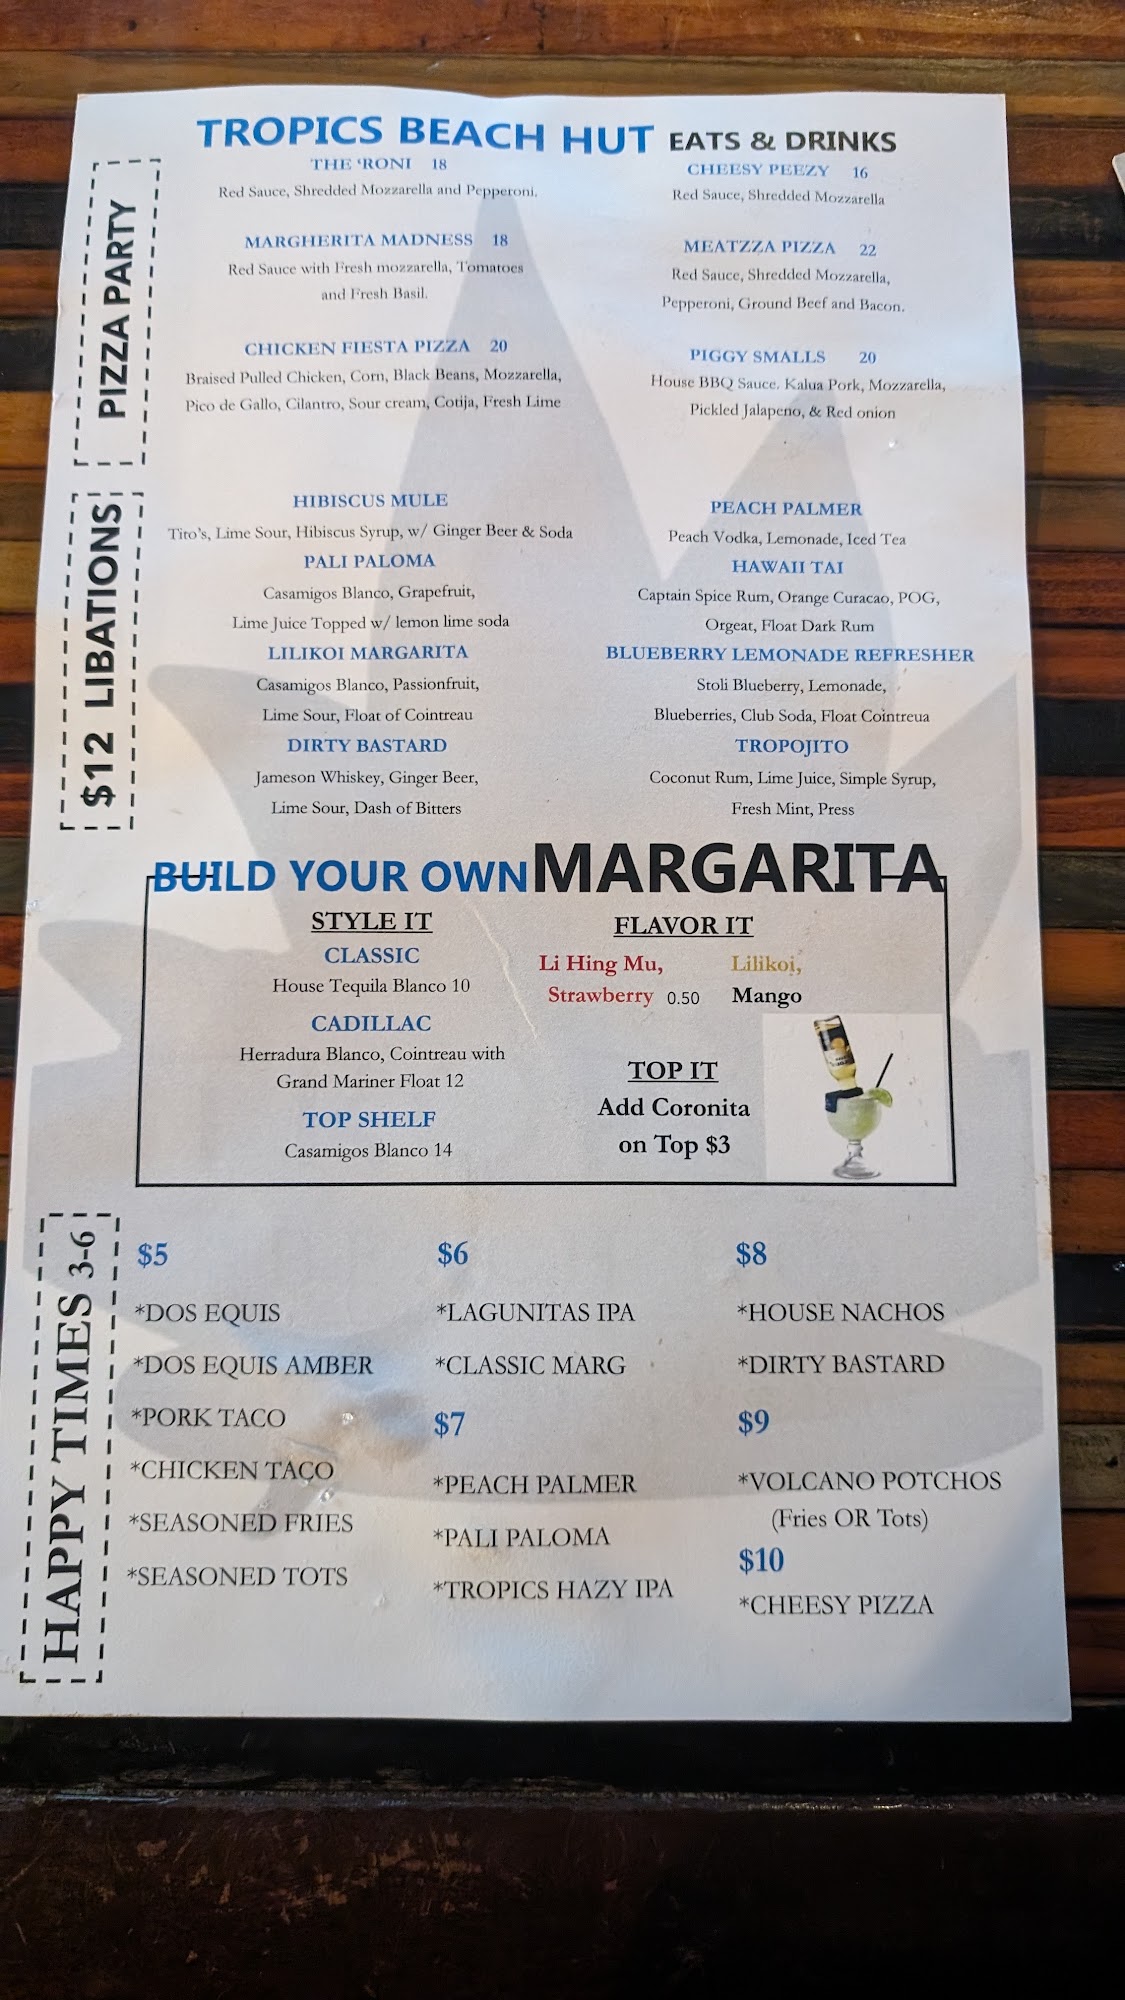 TROPICS BEACH HUT EATS & DRINKS
PIZZA PARTY
THE 'RONI 18
Red Sauce, Shredded Mozzarella and Pepperoni.
MARGHERITA MADNESS 18
Red Sauce with Fresh mozzarella, Tomatoes
and Fresh Basil.
CHICKEN FIESTA PIZZA 20
Braised Pulled Chicken, Corn, Black Beans, Mozzarella,
Pico de Gallo, Cilantro, Sour cream, Cotija, Fresh Lime
CHEESY PEEZY 16
Red Sauce, Shredded Mozzarella
MEATZZA PIZZA 22
Red Sauce, Shredded Mozzarella,
Pepperoni, Ground Beef and Bacon.
PIGGY SMALLS 20
House BBQ Sauce. Kalua Pork, Mozzarella,
Pickled Jalapeno, & Red onion
$12 LIBATIONS
HIBISCUS MULE
Tito's, Lime Sour, Hibiscus Syrup, w/ Ginger Beer & Soda
PALI PALOMA
Casamigos Blanco, Grapefruit,
Lime Juice Topped w/ lemon lime soda
LILIKOI MARGARITA
Casamigos Blanco, Passionfruit,
Lime Sour, Float of Cointreau
DIRTY BASTARD
Jameson Whiskey, Ginger Beer,
Lime Sour, Dash of Bitters
PEACH PALMER
Peach Vodka, Lemonade, Iced Tea
HAWAII TAI
Captain Spice Rum, Orange Curacao, POG,
Orgeat, Float Dark Rum
BLUEBERRY LEMONADE REFRESHER
Stoli Blueberry, Lemonade,
Blueberries, Club Soda, Float Cointreua
TROPOJITO
Coconut Rum, Lime Juice, Simple Syrup,
Fresh Mint, Press
BUILD YOUR OWN MARGARITA
STYLE IT
CLASSIC
House Tequila Blanco 10
CADILLAC
Herradura Blanco, Cointreau with
Grand Mariner Float 12
TOP SHELF
Casamigos Blanco 14
FLAVOR IT
Li Hing Mu, Lilikoi,
Strawberry 0.50 Mango
TOP IT
Add Coronita
on Top $3
HAPPY TIMES 3-6
$5
*DOS EQUIS
*DOS EQUIS AMBER
*PORK TACO
*CHICKEN TACO
*SEASONED FRIES
*SEASONED TOTS
$6
*LAGUNITAS IPA
*CLASSIC MARG
$7
*PEACH PALMER
*PALI PALOMA
*TROPICS HAZY IPA
$8
*HOUSE NACHOS
*DIRTY BASTARD
$9
*VOLCANO POTCHOS
(Fries OR Tots)
$10
*CHEESY PIZZA